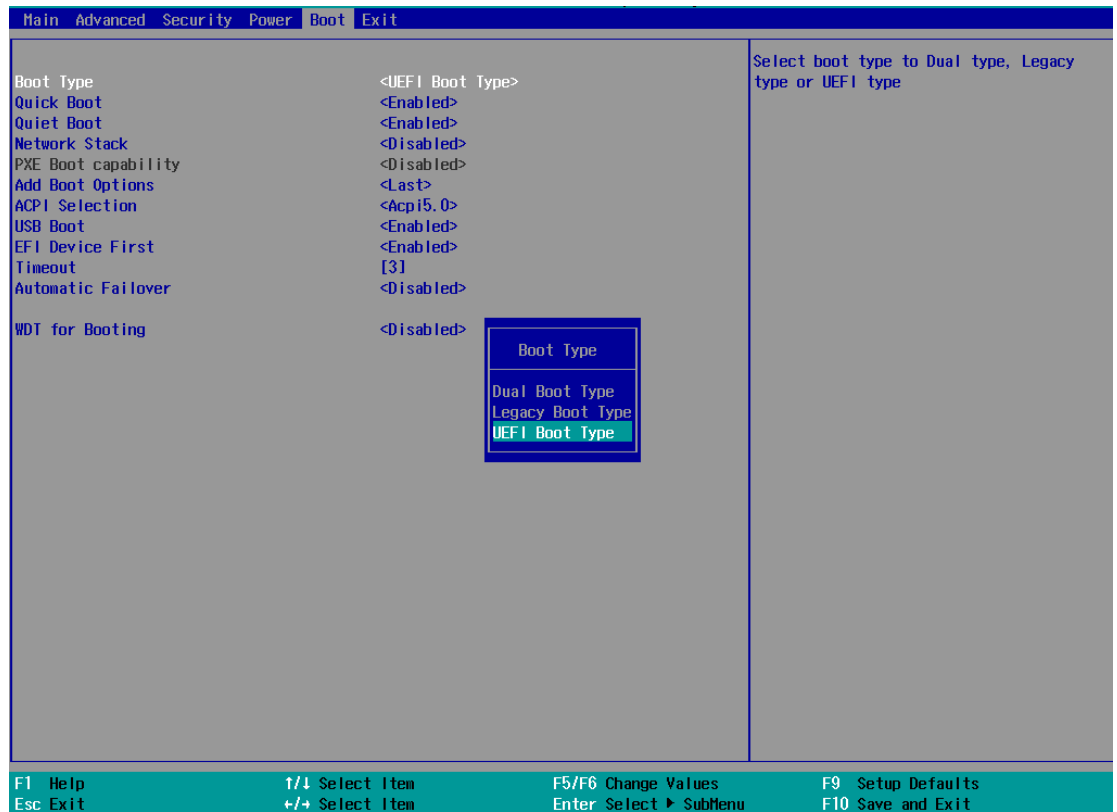 Main Advanced Security Power Boot Exit
Boot Type <UEFI Boot Type>
Quick Boot <Enabled>
Quiet Boot <Enabled>
Network Stack <Disabled>
PXE Boot capability <Disabled>
Add Boot Options <Last>
ACPI Selection <Acpi5.0>
USB Boot <Enabled>
EFI Device First <Enabled>
Timeout [3]
Automatic Failover <Disabled>
WDT for Booting <Disabled>
Select boot type to Dual type, Legacy
type or UEFI type
Boot Type
Dual Boot Type
Legacy Boot Type
UEFI Boot Type
F1 Help ↑/↓ Select Item F5/F6 Change Values F9 Setup Defaults
Esc Exit ←/→ Select Item Enter Select ▶ SubMenu F10 Save and Exit